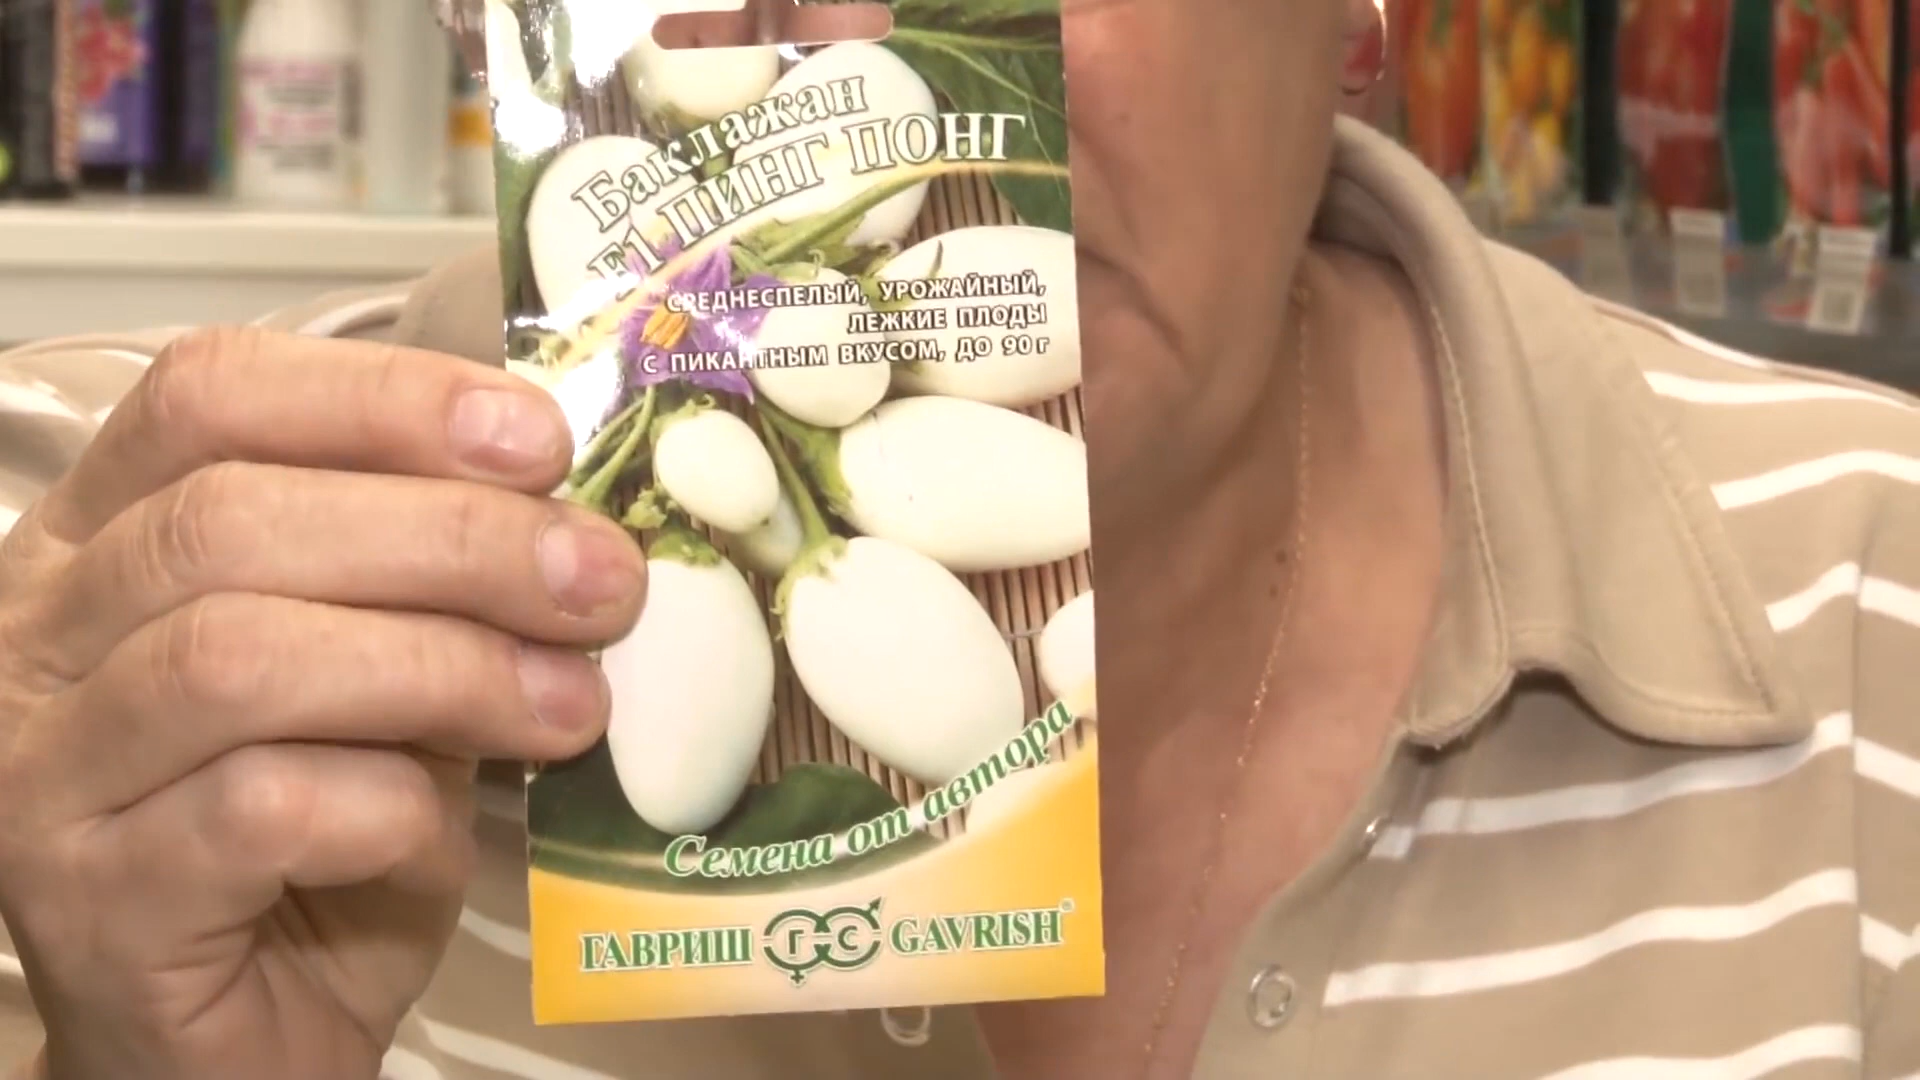 Баклажан
F1 ПИНГ ПОНГ
СРЕДНЕСПЕЛЫЙ, УРОЖАЙНЫЙ,
ЛЕЖКИЕ ПЛОДЫ
С ПИКАНТНЫМ ВКУСОМ, ДО 90 г
Семена от автора
ГАВРИШ ГС GAVRISH®